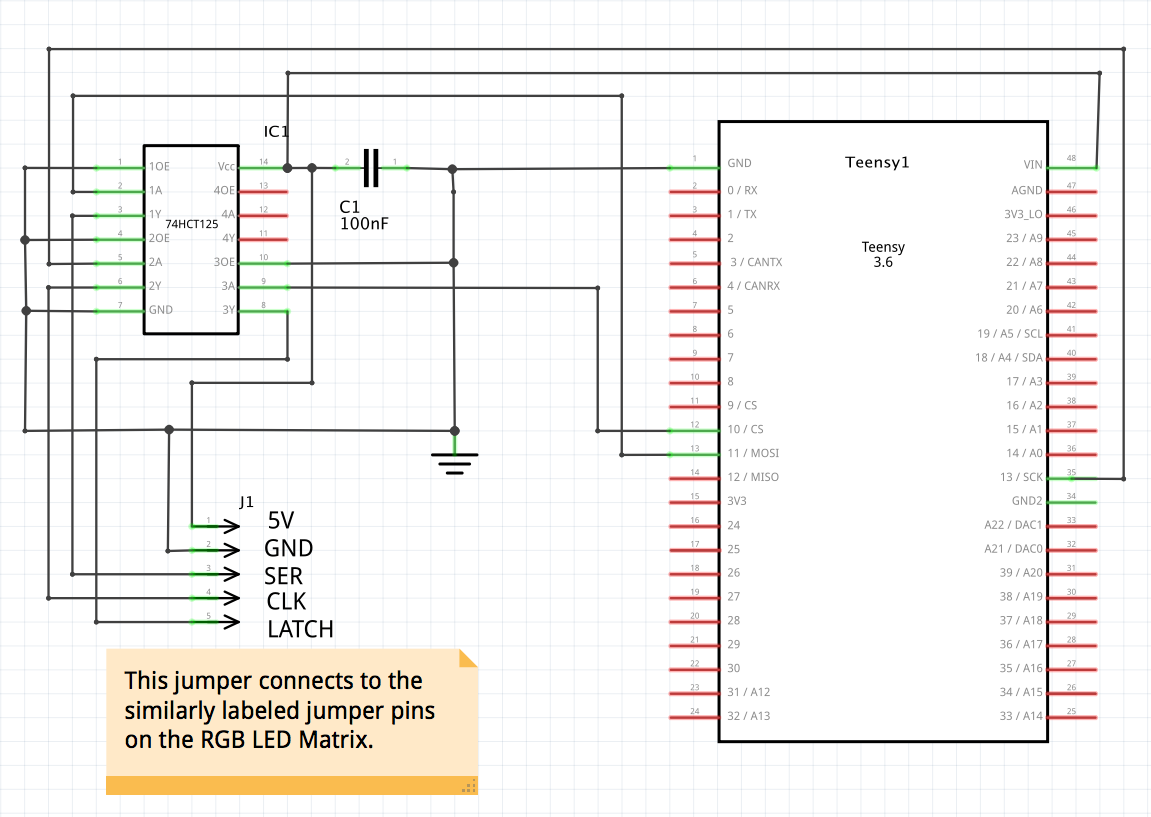 IC1
1 1OE Vcc 14
2 1A 4OE 13
3 1Y 4A 12
74HCT125
4 2OE 4Y 11
5 2A 3OE 10
6 2Y 3A 9
7 GND 3Y 8
2 1
C1
100nF
Teensy1
Teensy
3.6
1 GND VIN 48
2 0 / RX AGND 47
3 1 / TX 3V3_LO 46
4 2 23 / A9 45
5 3 / CANTX 22 / A8 44
6 4 / CANRX 21 / A7 43
7 5 20 / A6 42
8 6 19 / A5 / SCL 41
9 7 18 / A4 / SDA 40
10 8 17 / A3 39
11 9 / CS 16 / A2 38
12 10 / CS 15 / A1 37
13 11 / MOSI 14 / A0 36
14 12 / MISO 13 / SCK 35
15 3V3 GND2 34
16 24 A22 / DAC1 33
17 25 A21 / DAC0 32
18 26 39 / A20 31
19 27 38 / A19 30
20 28 37 / A18 29
21 29 36 / A17 28
22 30 35 / A16 27
23 31 / A12 34 / A15 26
24 32 / A13 33 / A14 25
J1
1 5V
2 GND
3 SER
4 CLK
5 LATCH
This jumper connects to the
similarly labeled jumper pins
on the RGB LED Matrix.